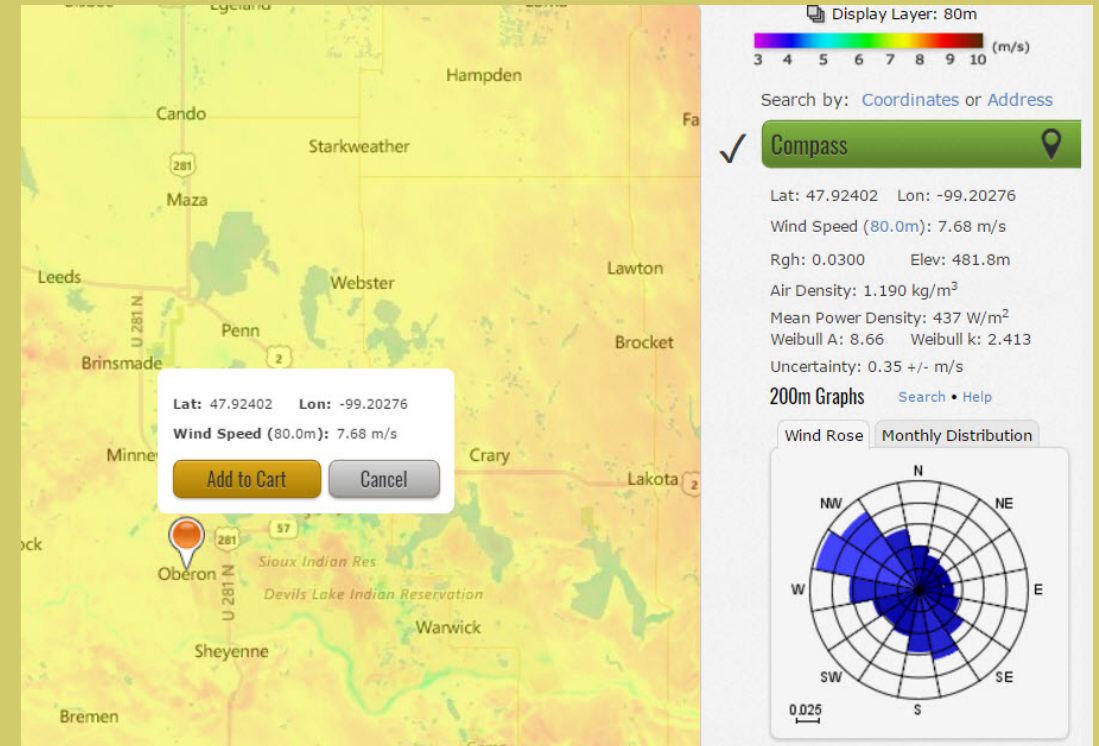 Egeland
Hampden
Cando
Starkweather
281
Maza
Leeds
Webster
Lawton
U 281 N
Penn
Brocket
2
Brinsmade
Lat: 47.92402 Lon: -99.20276
Wind Speed (80.0m): 7.68 m/s
Add to Cart Cancel
Minne
Crary
Lakota 2
57
281
ock
Sioux Indian Res
Oberon
Devils Lake Indian Reservation
U 281 N
Warwick
Sheyenne
Bremen
Fa
Display Layer: 80m
(m/s)
3 4 5 6 7 8 9 10
Search by: Coordinates or Address
Compass
Lat: 47.92402 Lon: -99.20276
Wind Speed (80.0m): 7.68 m/s
Rgh: 0.0300 Elev: 481.8m
Air Density: 1.190 kg/m³
Mean Power Density: 437 W/m²
Weibull A: 8.66 Weibull k: 2.413
Uncertainty: 0.35 +/- m/s
200m Graphs Search • Help
Wind Rose Monthly Distribution
N
NW NE
W E
SW SE
S
0.025